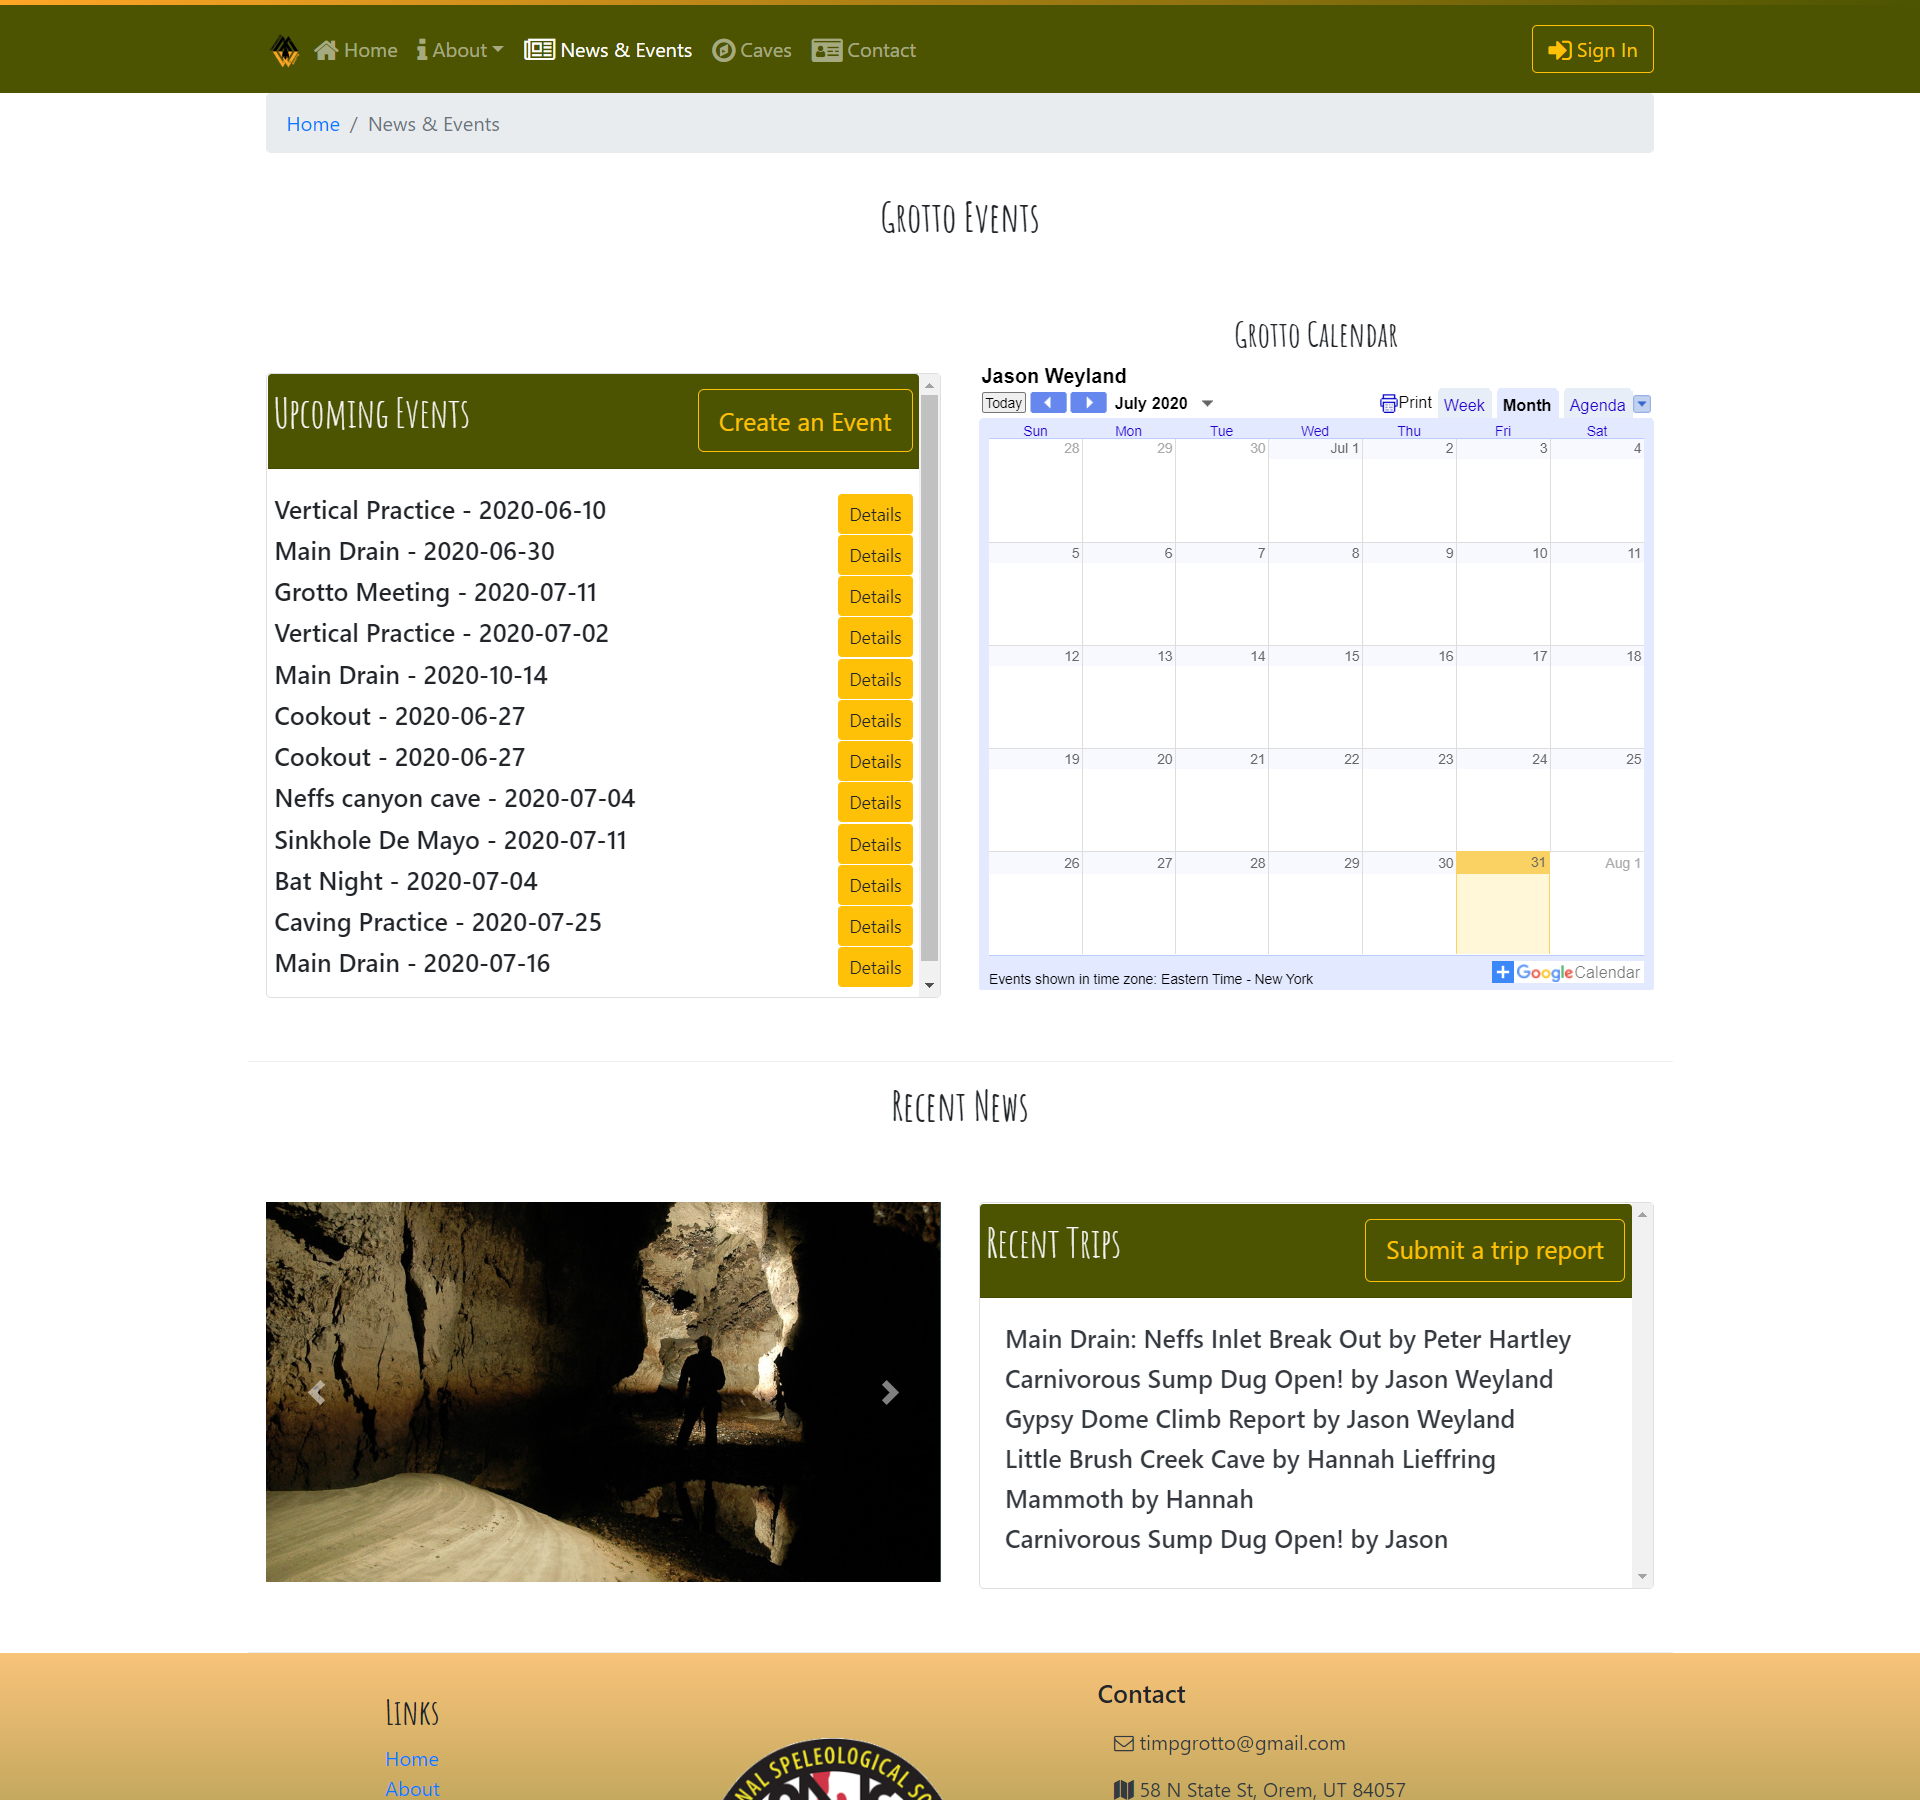 Home About News & Events Caves Contact Sign In
Home / News & Events
Grotto Events
Upcoming Events Create an Event
Vertical Practice - 2020-06-10 Details
Main Drain - 2020-06-30 Details
Grotto Meeting - 2020-07-11 Details
Vertical Practice - 2020-07-02 Details
Main Drain - 2020-10-14 Details
Cookout - 2020-06-27 Details
Cookout - 2020-06-27 Details
Neffs canyon cave - 2020-07-04 Details
Sinkhole De Mayo - 2020-07-11 Details
Bat Night - 2020-07-04 Details
Caving Practice - 2020-07-25 Details
Main Drain - 2020-07-16 Details
Grotto Calendar
Jason Weyland
Today July 2020 Print Week Month Agenda
Sun Mon Tue Wed Thu Fri Sat
28 29 30 Jul 1 2 3 4
5 6 7 8 9 10 11
12 13 14 15 16 17 18
19 20 21 22 23 24 25
26 27 28 29 30 31 Aug 1
Events shown in time zone: Eastern Time - New York
Google Calendar
Recent News
Recent Trips Submit a trip report
Main Drain: Neffs Inlet Break Out by Peter Hartley
Carnivorous Sump Dug Open! by Jason Weyland
Gypsy Dome Climb Report by Jason Weyland
Little Brush Creek Cave by Hannah Lieffring
Mammoth by Hannah
Carnivorous Sump Dug Open! by Jason
Links
Home
About
NAL SPELEOLOGICAL SO
Contact
timpgrotto@gmail.com
58 N State St, Orem, UT 84057